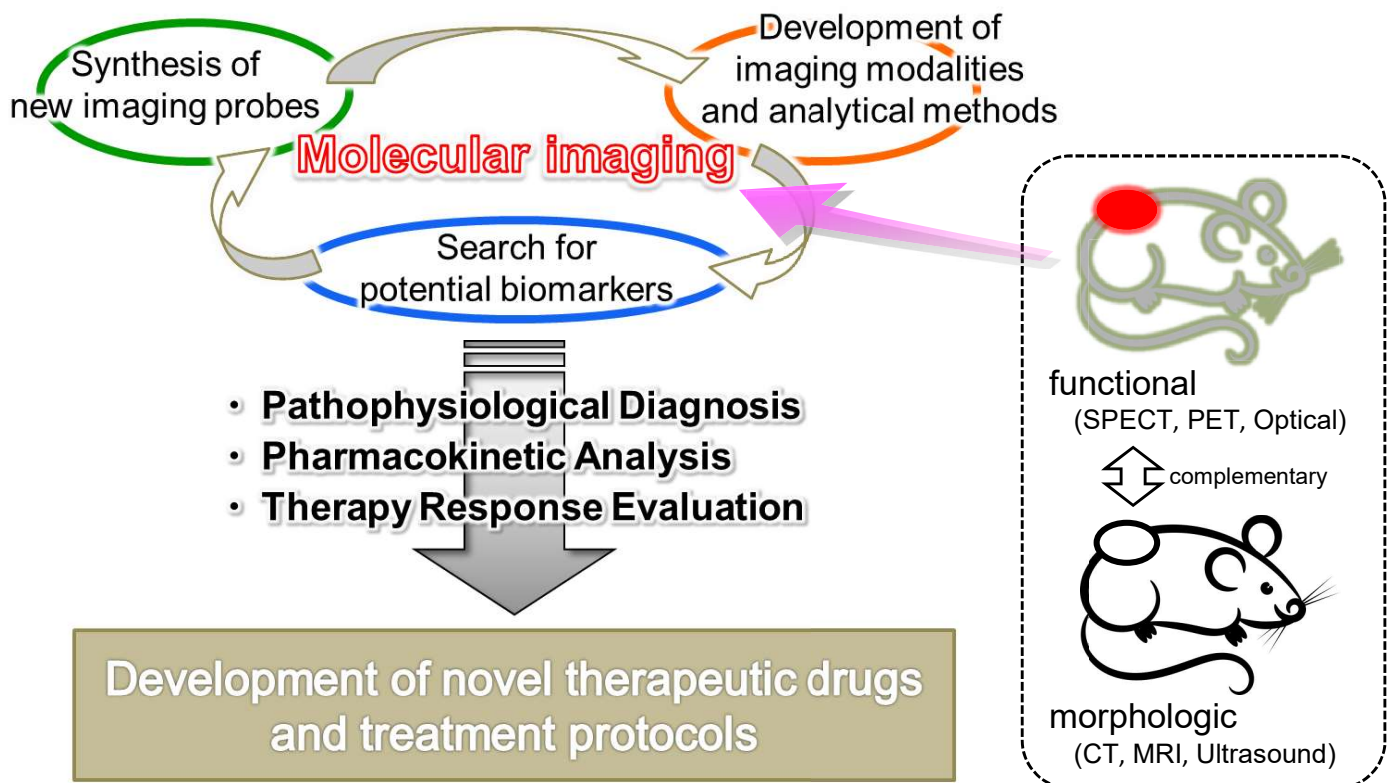 Synthesis of
new imaging probes
Development of
imaging modalities
and analytical methods
Molecular imaging
Search for
potential biomarkers
・ Pathophysiological Diagnosis
・ Pharmacokinetic Analysis
・ Therapy Response Evaluation
Development of novel therapeutic drugs
and treatment protocols
functional
(SPECT, PET, Optical)
complementary
morphologic
(CT, MRI, Ultrasound)